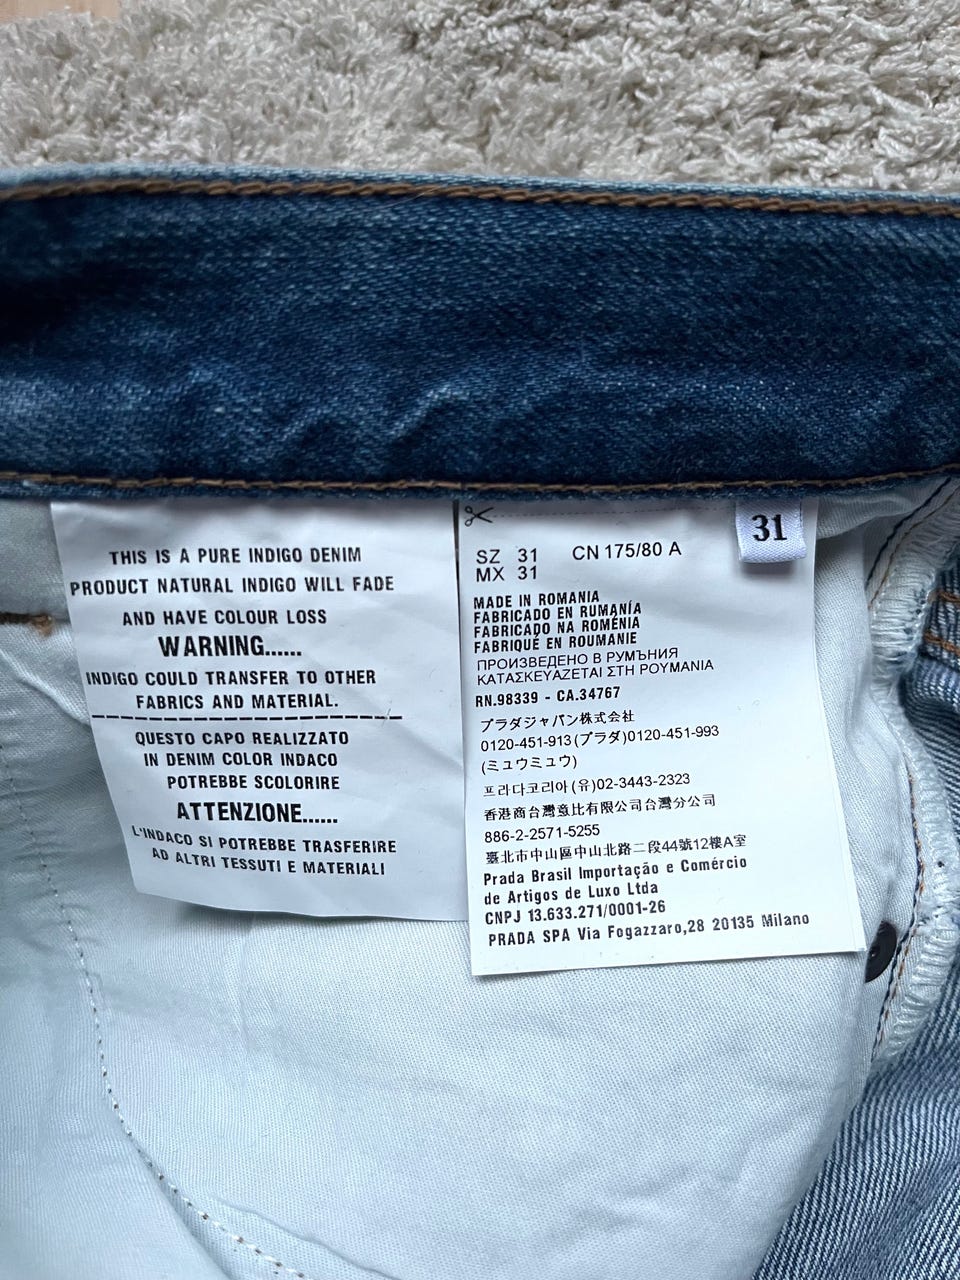 THIS IS A PURE INDIGO DENIM
PRODUCT NATURAL INDIGO WILL FADE
AND HAVE COLOUR LOSS
WARNING......
INDIGO COULD TRANSFER TO OTHER
FABRICS AND MATERIAL.
QUESTO CAPO REALIZZATO
IN DENIM COLOR INDACO
POTREBBE SCOLORIRE
ATTENZIONE......
L'INDACO SI POTREBBE TRASFERIRE
AD ALTRI TESSUTI E MATERIALI
31
SZ 31 CN 175/80 A
MX 31
MADE IN ROMANIA
FABRICADO EN RUMANÍA
FABRICADO NA ROMÉNIA
FABRIQUÉ EN ROUMANIE
ПРОИЗВЕДЕНО В РУМЪНИЯ
ΚΑΤΑΣΚΕΥΑΖΕΤΑΙ ΣΤΗ ΡΟΥΜΑΝΙΑ
RN.98339 - CA.34767
プラダジャパン株式会社
0120-451-913 (プラダ)0120-451-993
(ミュウミュウ)
프라다코리아 (유)02-3443-2323
香港商台灣意比有限公司台灣分公司
886-2-2571-5255
臺北市中山區中山北路二段44號12樓A室
Prada Brasil Importação e Comércio
de Artigos de Luxo Ltda
CNPJ 13.633.271/0001-26
PRADA SPA Via Fogazzaro,28 20135 Milano